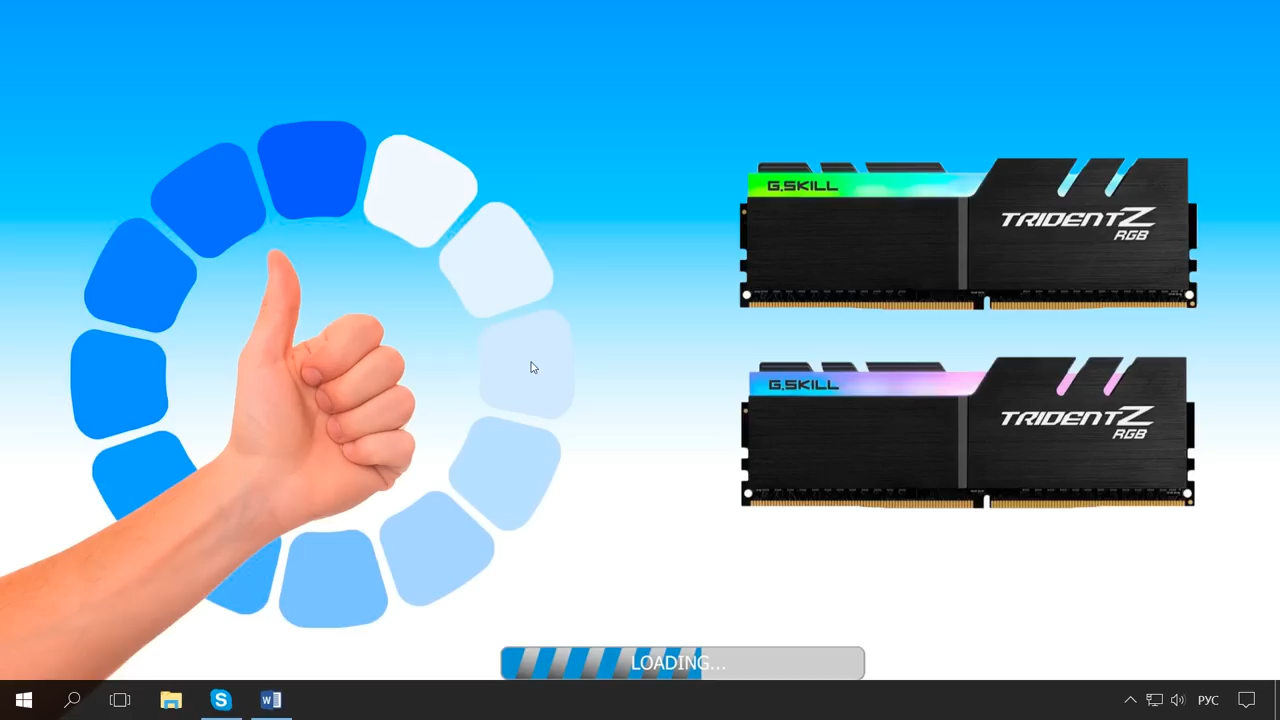 G.SKILL
TRIDENTZ
RGB
G.SKILL
TRIDENTZ
RGB
LOADING...
S
W
РУС